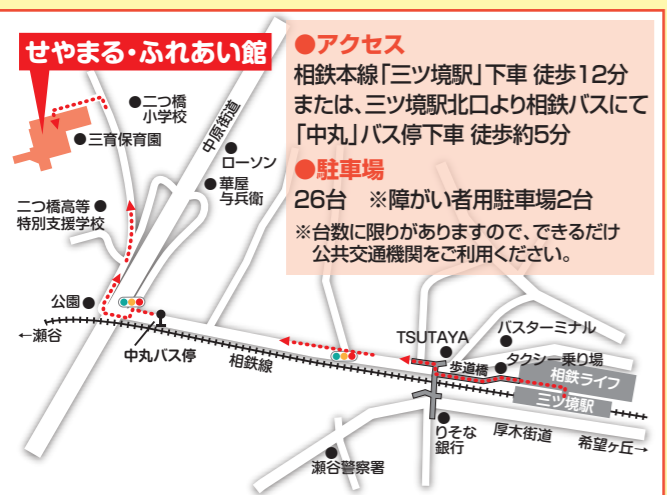 せやまる・ふれあい館
●アクセス
相鉄本線「三ツ境駅」下車 徒歩12分
または、三ツ境駅北口より相鉄バスにて
「中丸」バス停下車 徒歩約5分
●駐車場
26台 ※障がい者用駐車場2台
※台数に限りがありますので、できるだけ
公共交通機関をご利用ください。
二つ橋
小学校
三育保育園
中原街道
ローソン
華屋
与兵衛
二つ橋高等
特別支援学校
公園
←瀬谷
中丸バス停
相鉄線
TSUTAYA
バスターミナル
タクシー乗り場
歩道橋
相鉄ライフ
三ツ境駅
りそな
銀行
厚木街道
希望ヶ丘→
瀬谷警察署